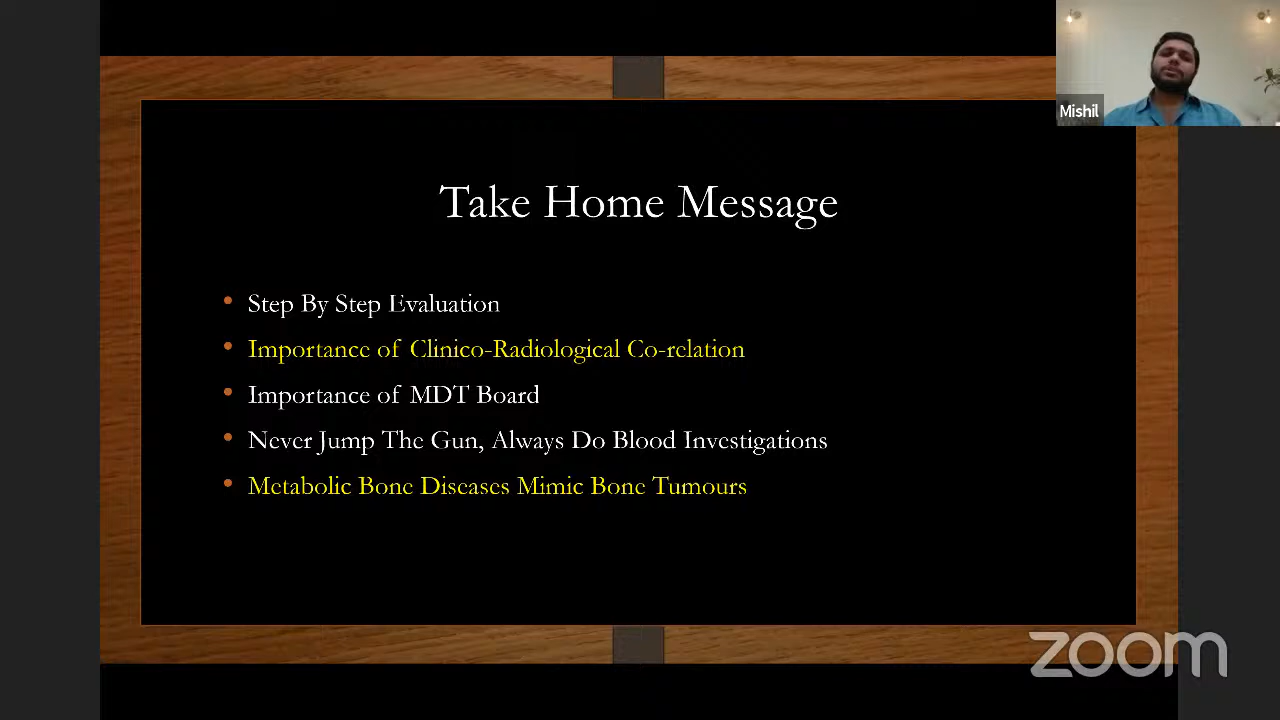 Mishil
Take Home Message
Step By Step Evaluation
Importance of Clinico-Radiological Co-relation
Importance of MDT Board
Never Jump The Gun, Always Do Blood Investigations
Metabolic Bone Diseases Mimic Bone Tumours
zoom